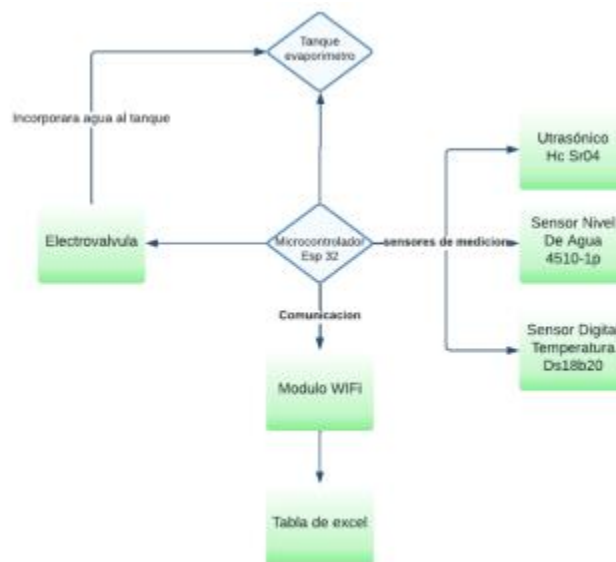 Tanque
evaporimetro
Incorporara agua al tanque
Utrasónico
Hc Sr04
Electrovalvula
Microcontrolador
Esp 32
sensores de medicion
Sensor Nivel
De Agua
4510-1p
Comunicacion
Sensor Digital
Temperatura
Ds18b20
Modulo WIFi
Tabla de excel